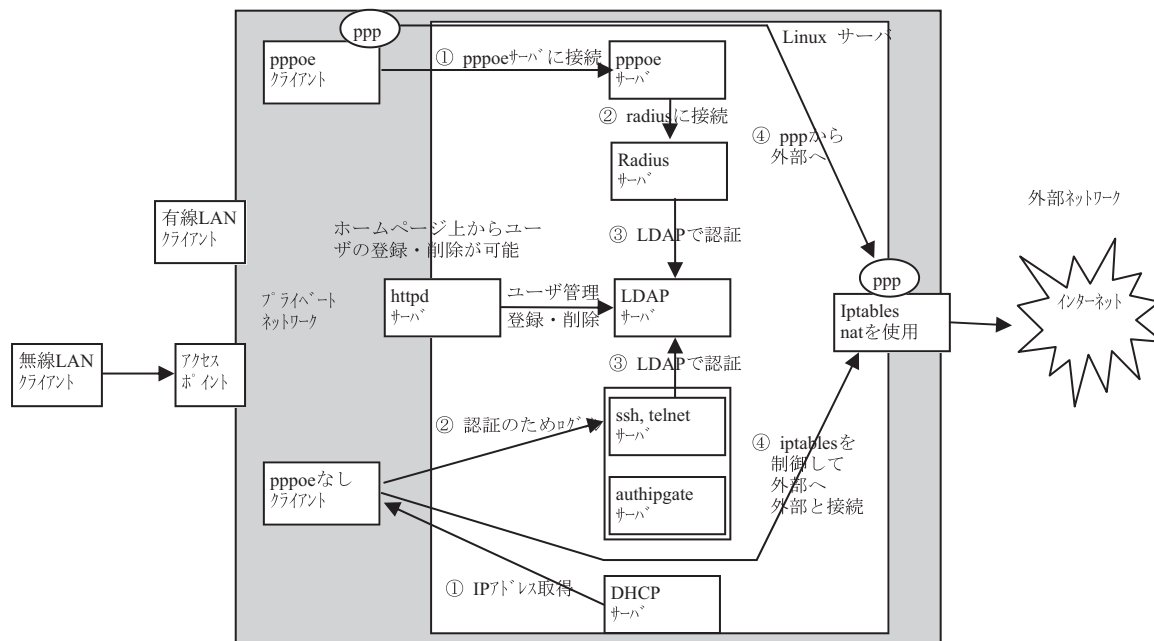 ppp
Linux サーバ
pppoe
クライアント
① pppoeサーバに接続
pppoe
サーバ
② radiusに接続
④ pppから
外部へ
Radius
サーバ
外部ネットワーク
有線LAN
クライアント
ホームページ上からユー
ザの登録・削除が可能
③ LDAPで認証
ppp
プライベート
ネットワーク
httpd
サーバ
ユーザ管理
登録・削除
LDAP
サーバ
Iptables
natを使用
インターネット
無線LAN
クライアント
アクセス
ポイント
③ LDAPで認証
② 認証のためログイン
ssh, telnet
サーバ
④ iptablesを
制御して
外部へ
外部と接続
pppoeなし
クライアント
authipgate
サーバ
① IPアドレス取得
DHCP
サーバ